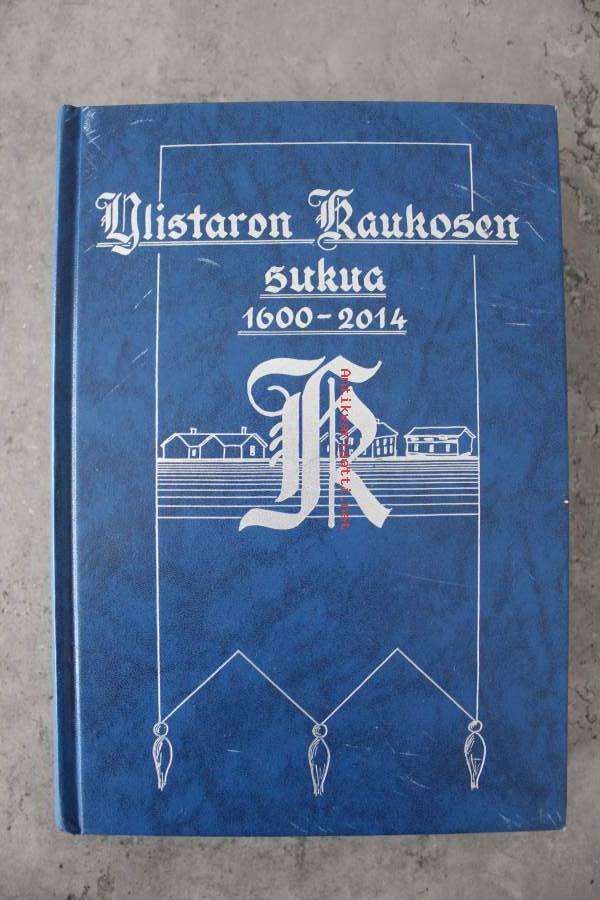 Ylistaron Kaukosen
sukua
1600-2014
K
Antikvariaatti.net